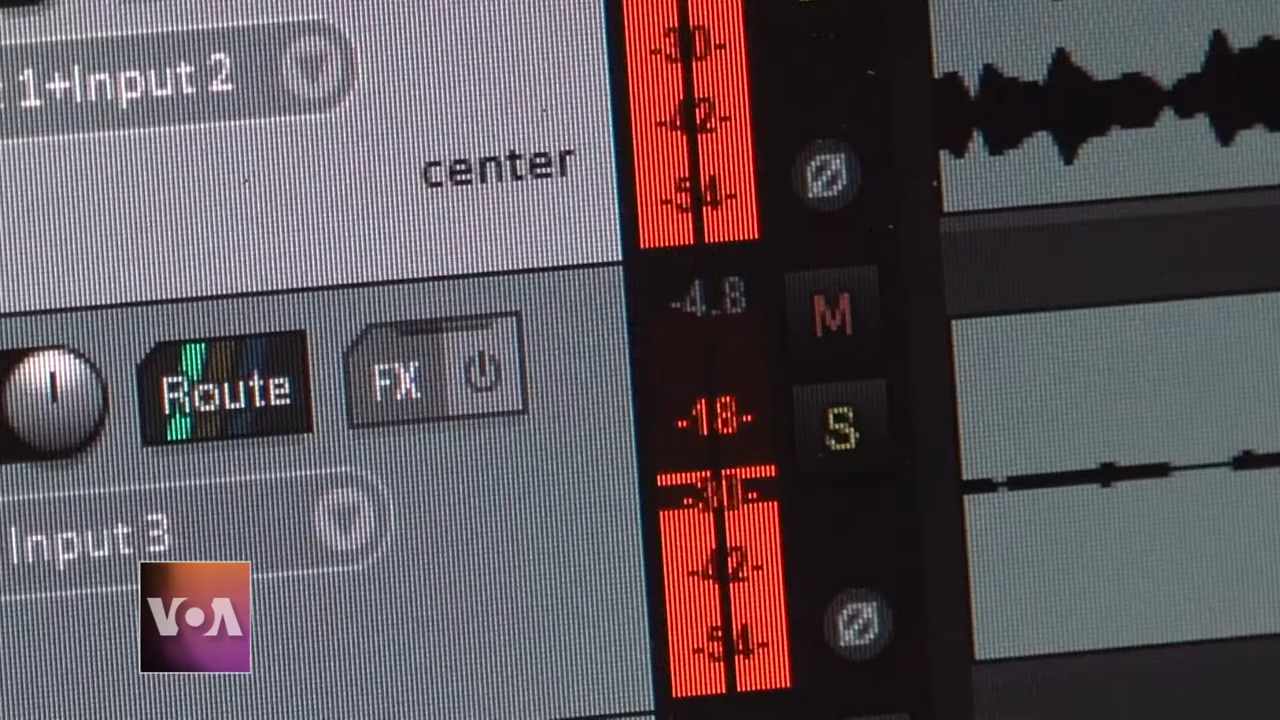 1+Input 2
center
-30-
-42-
-54-
-4.8
M
Route
FX
-18-
S
-30-
Input 3
-42-
-54-
VOA